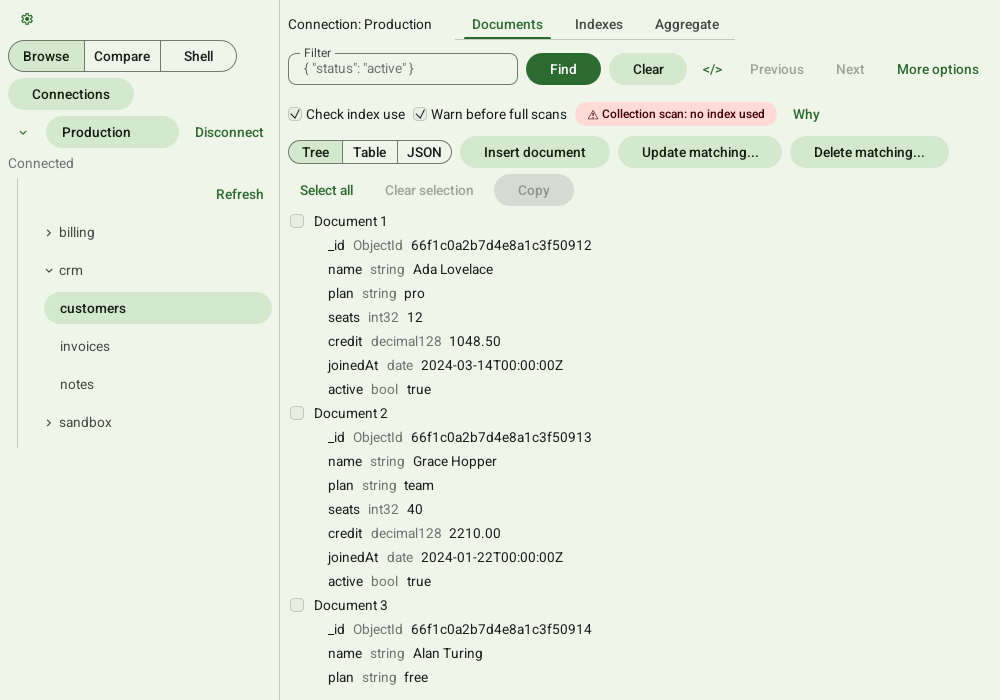 Browse Compare Shell
Connections
Production Disconnect
Connected
Refresh
billing
crm
customers
invoices
notes
sandbox
Connection: Production Documents Indexes Aggregate
Filter
{ "status": "active" } Find Clear </> Previous Next More options
Check index use Warn before full scans ⚠ Collection scan: no index used Why
Tree Table JSON Insert document Update matching... Delete matching...
Select all Clear selection Copy
Document 1
_id ObjectId 66f1c0a2b7d4e8a1c3f50912
name string Ada Lovelace
plan string pro
seats int32 12
credit decimal128 1048.50
joinedAt date 2024-03-14T00:00:00Z
active bool true
Document 2
_id ObjectId 66f1c0a2b7d4e8a1c3f50913
name string Grace Hopper
plan string team
seats int32 40
credit decimal128 2210.00
joinedAt date 2024-01-22T00:00:00Z
active bool true
Document 3
_id ObjectId 66f1c0a2b7d4e8a1c3f50914
name string Alan Turing
plan string free